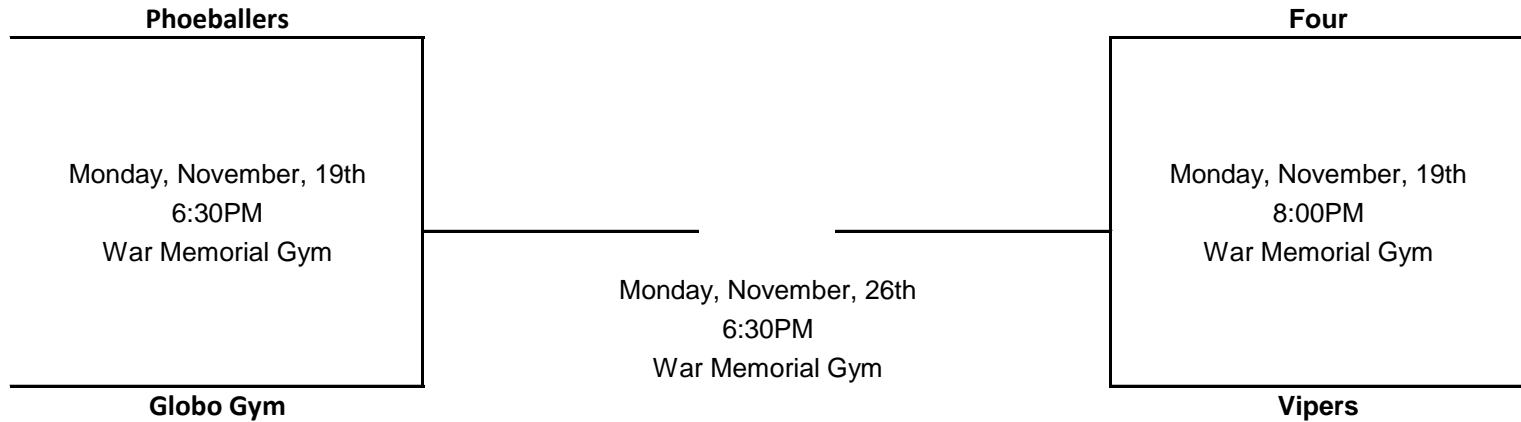 Phoeballers
Four
Monday, November, 19th
6:30PM
War Memorial Gym
Monday, November, 19th
8:00PM
War Memorial Gym
Monday, November, 26th
6:30PM
War Memorial Gym
Globo Gym
Vipers